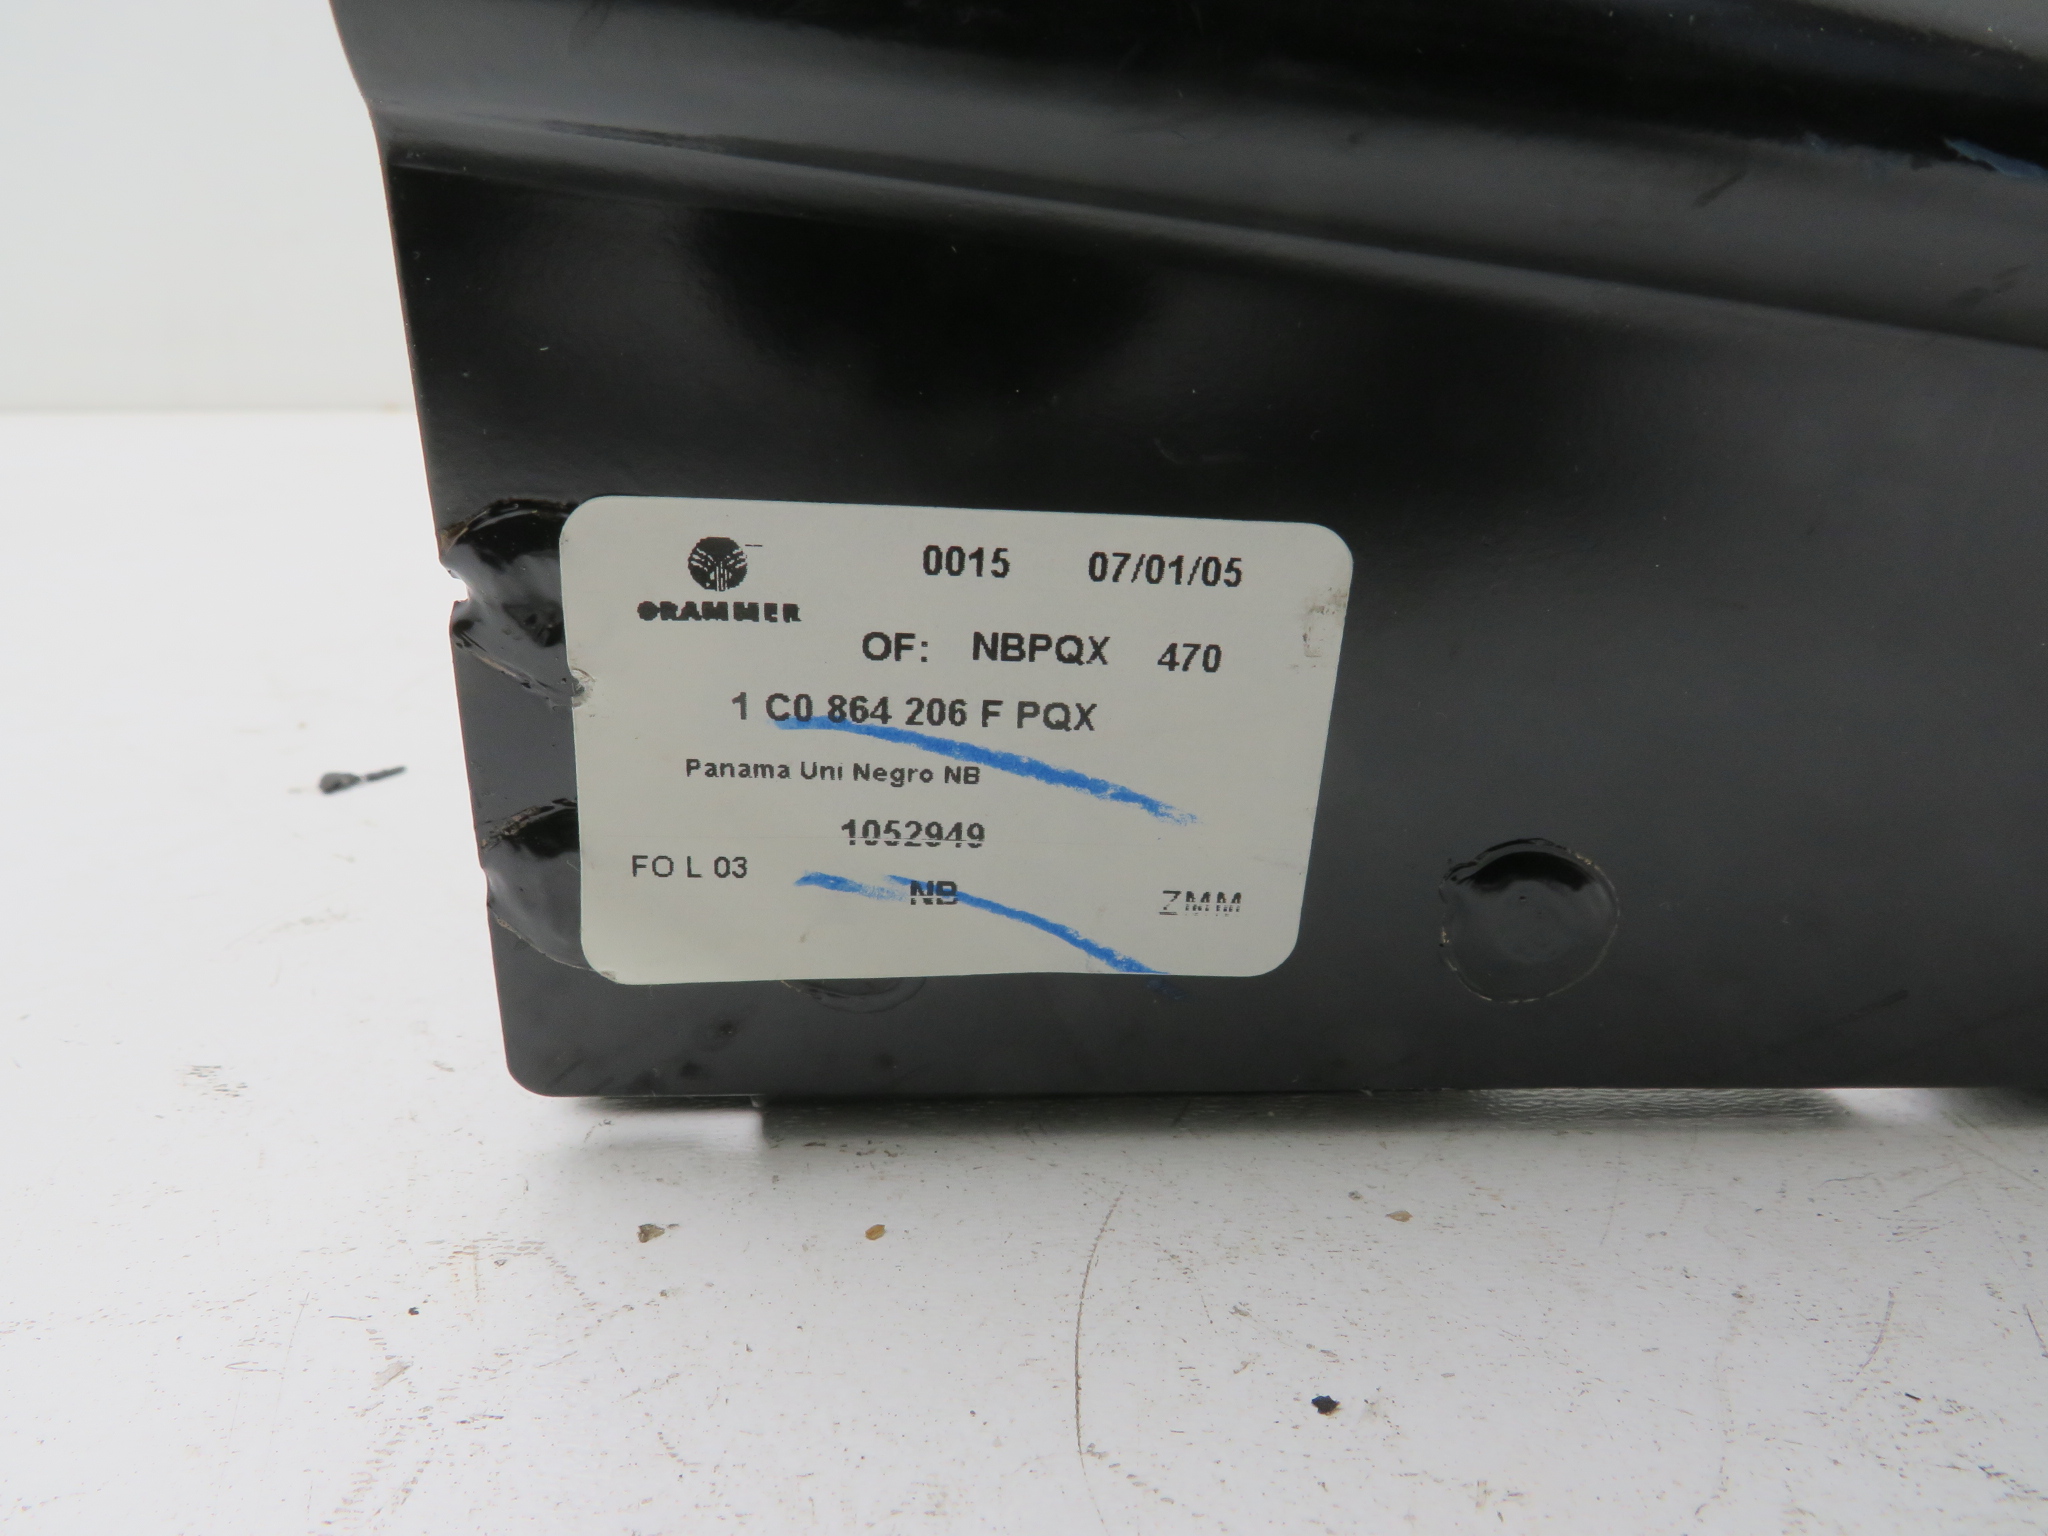 0015 07/01/05
GRAMMER
OF: NBPQX 470
1 C0 864 206 F PQX
Panama Uni Negro NB
1052949
FO L 03
NB ZMM